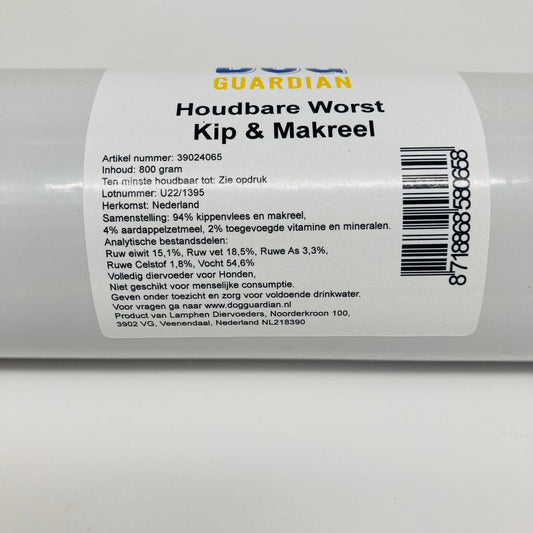 DOG
GUARDIAN
Houdbare Worst
Kip & Makreel
Artikel nummer: 39024065
Inhoud: 800 gram
Ten minste houdbaar tot: Zie opdruk
Lotnummer: U22/1395
Herkomst: Nederland
Samenstelling: 94% kippenvlees en makreel,
4% aardappelzetmeel, 2% toegevoegde vitamine en mineralen.
Analytische bestandsdelen:
Ruw eiwit 15,1%, Ruw vet 18,5%, Ruwe As 3,3%,
Ruwe Celstof 1,8%, Vocht 54,6%
Volledig diervoeder voor Honden,
Niet geschikt voor menselijke consumptie.
Geven onder toezicht en zorg voor voldoende drinkwater.
Voor vragen ga naar www.dogguardian.nl
Product van Lamphen Diervoeders, Noorderkroon 100,
3902 VG, Veenendaal, Nederland NL218390
8718868580658